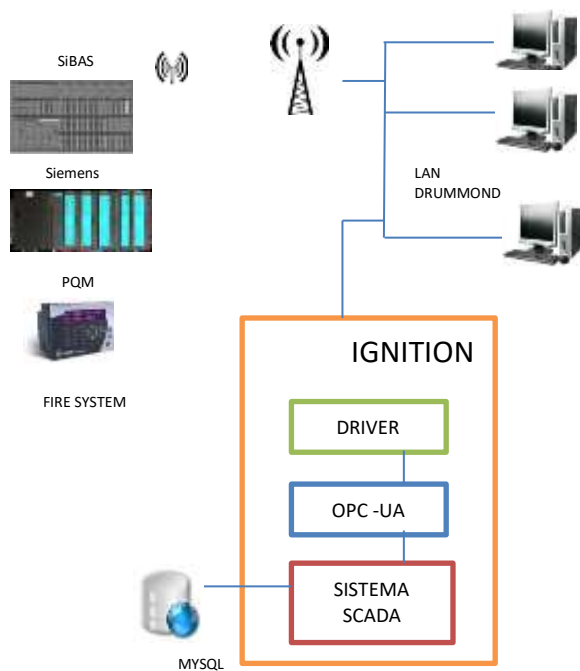 SiBAS
Siemens
PQM
FIRE SYSTEM
LAN
DRUMMOND
IGNITION
DRIVER
OPC -UA
SISTEMA
SCADA
MYSQL